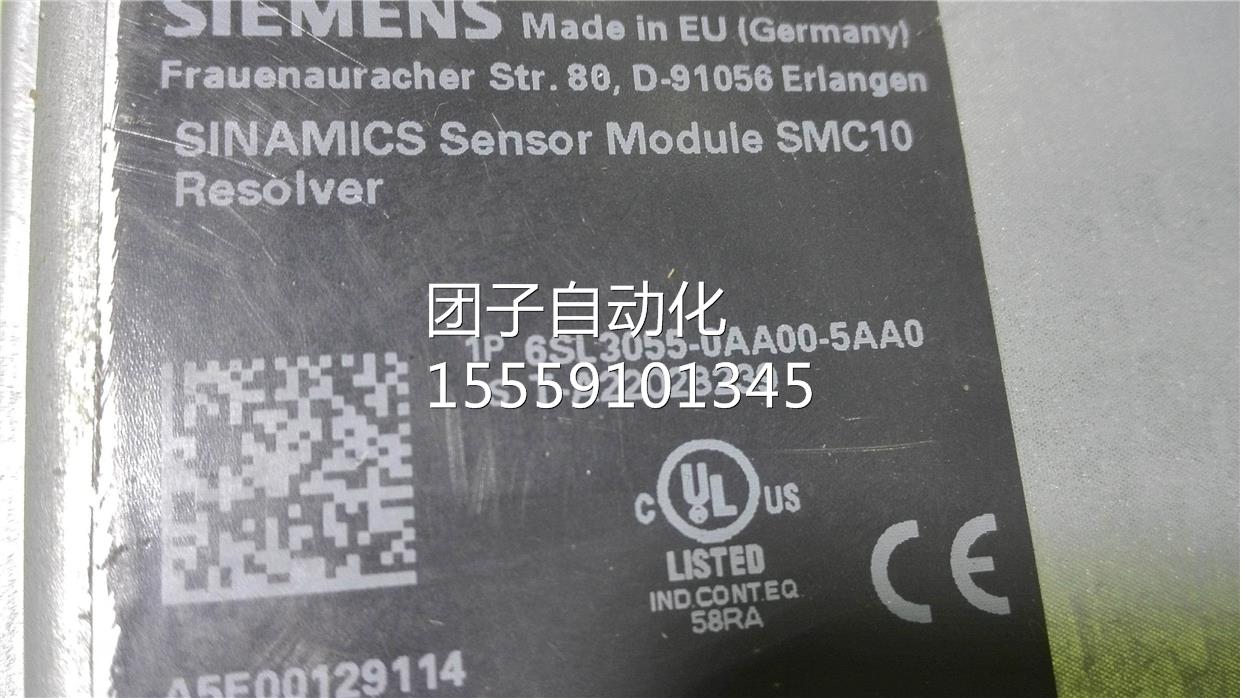 SIEMENS Made in EU (Germany)
Frauenauracher Str. 80, D-91056 Erlangen
SINAMICS Sensor Module SMC10
Resolver
团子自动化
1P 6SL3055-0AA00-5AA0
15559101345
C UL US
LISTED
IND.CONT.EQ
58RA
CE
A5E00129114